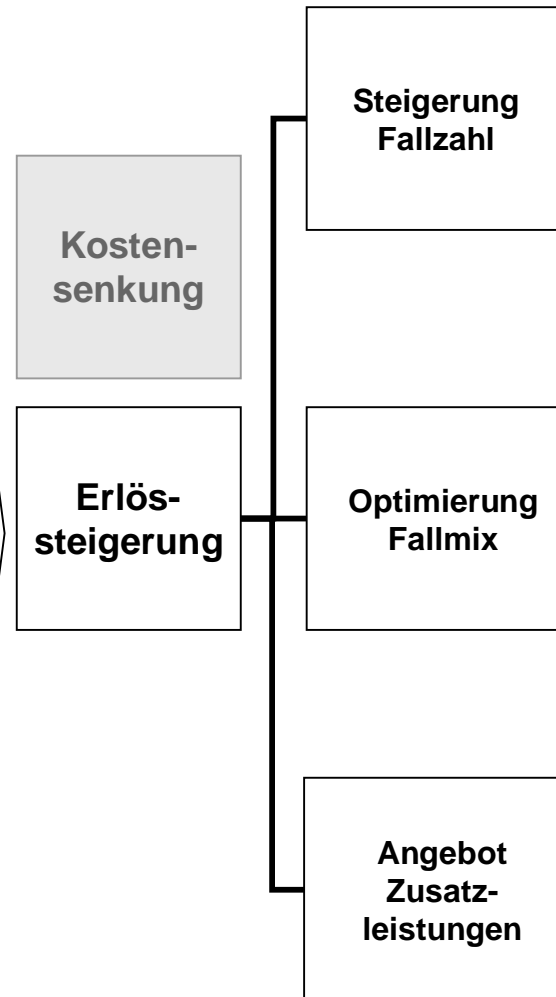 Steigerung
Fallzahl
Kosten-
senkung
Erlös-
steigerung
Optimierung
Fallmix
Angebot
Zusatz-
leistungen